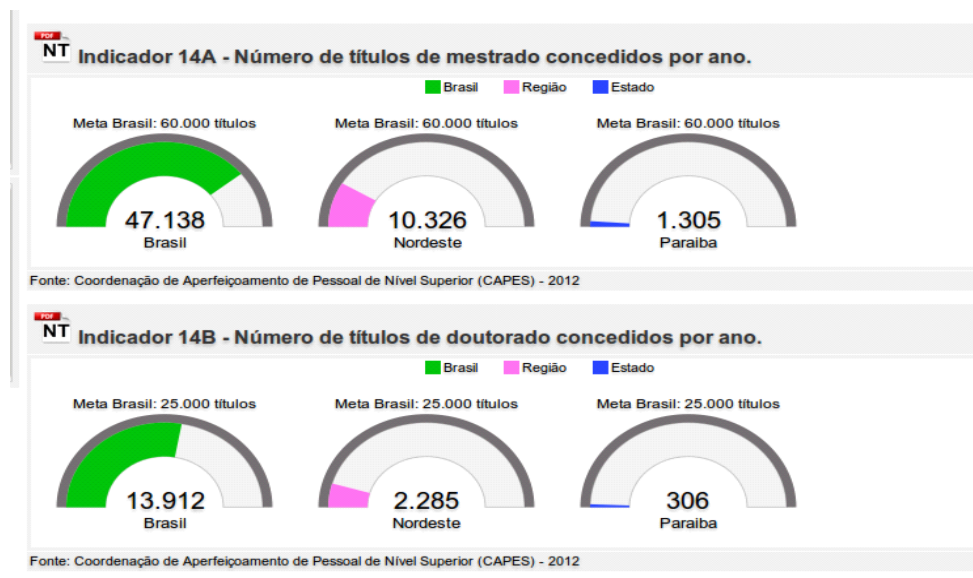 PDF
NT
Indicador 14A - Número de títulos de mestrado concedidos por ano.
Brasil Região Estado
Meta Brasil: 60.000 títulos Meta Brasil: 60.000 títulos Meta Brasil: 60.000 títulos
47.138 10.326 1.305
Brasil Nordeste Paraiba
Fonte: Coordenação de Aperfeiçoamento de Pessoal de Nível Superior (CAPES) - 2012
PDF
NT
Indicador 14B - Número de títulos de doutorado concedidos por ano.
Brasil Região Estado
Meta Brasil: 25.000 títulos Meta Brasil: 25.000 títulos Meta Brasil: 25.000 títulos
13.912 2.285 306
Brasil Nordeste Paraiba
Fonte: Coordenação de Aperfeiçoamento de Pessoal de Nível Superior (CAPES) - 2012